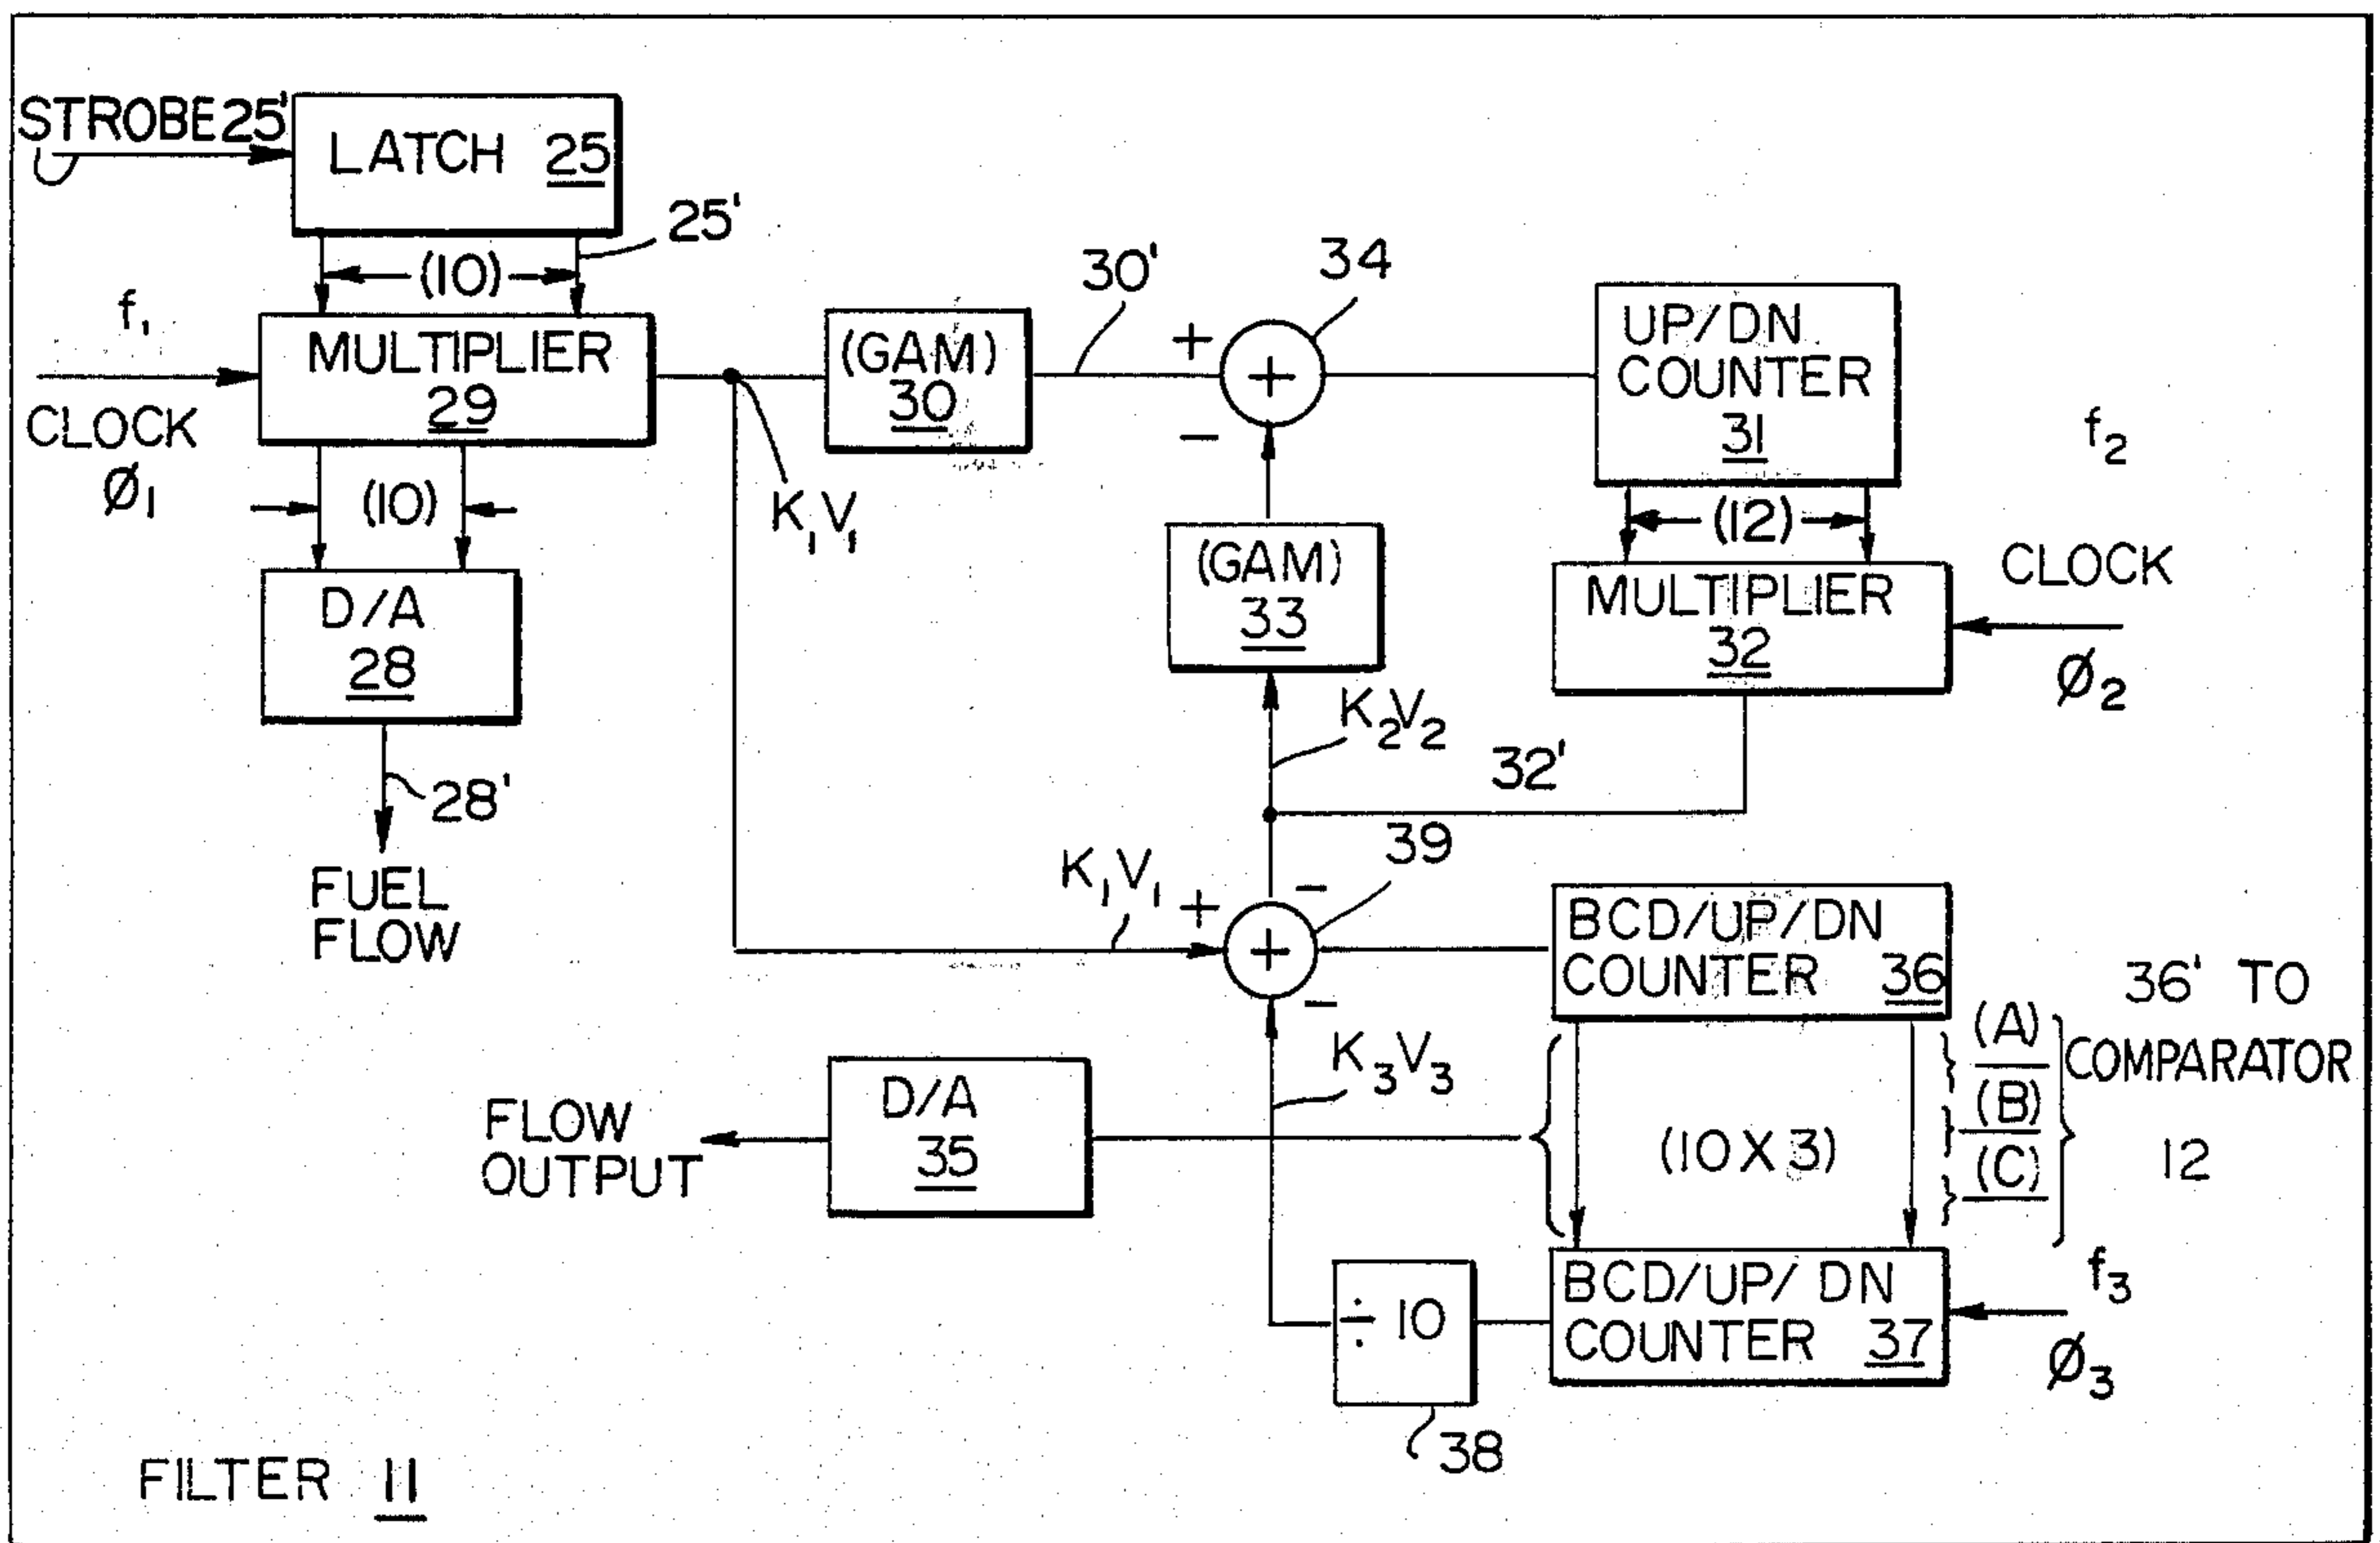 STROBE 25'
LATCH 25
25'
(10)
f₁
MULTIPLIER
29
CLOCK
Ø₁
(10)
K₁V₁
D/A
28
28'
FUEL
FLOW
(GAM)
30
30'
34
+
+
−
UP/DN
COUNTER
31
f₂
(12)
CLOCK
MULTIPLIER
32
Ø₂
(GAM)
33
K₂V₂
32'
39
K₁V₁
+
−
+
−
BCD/UP/DN
COUNTER 36
36' TO
COMPARATOR
12
(A)
(B)
(C)
K₃V₃
D/A
35
FLOW
OUTPUT
(10 X 3)
÷ 10
38
BCD/UP/ DN
COUNTER 37
f₃
Ø₃
FILTER 11